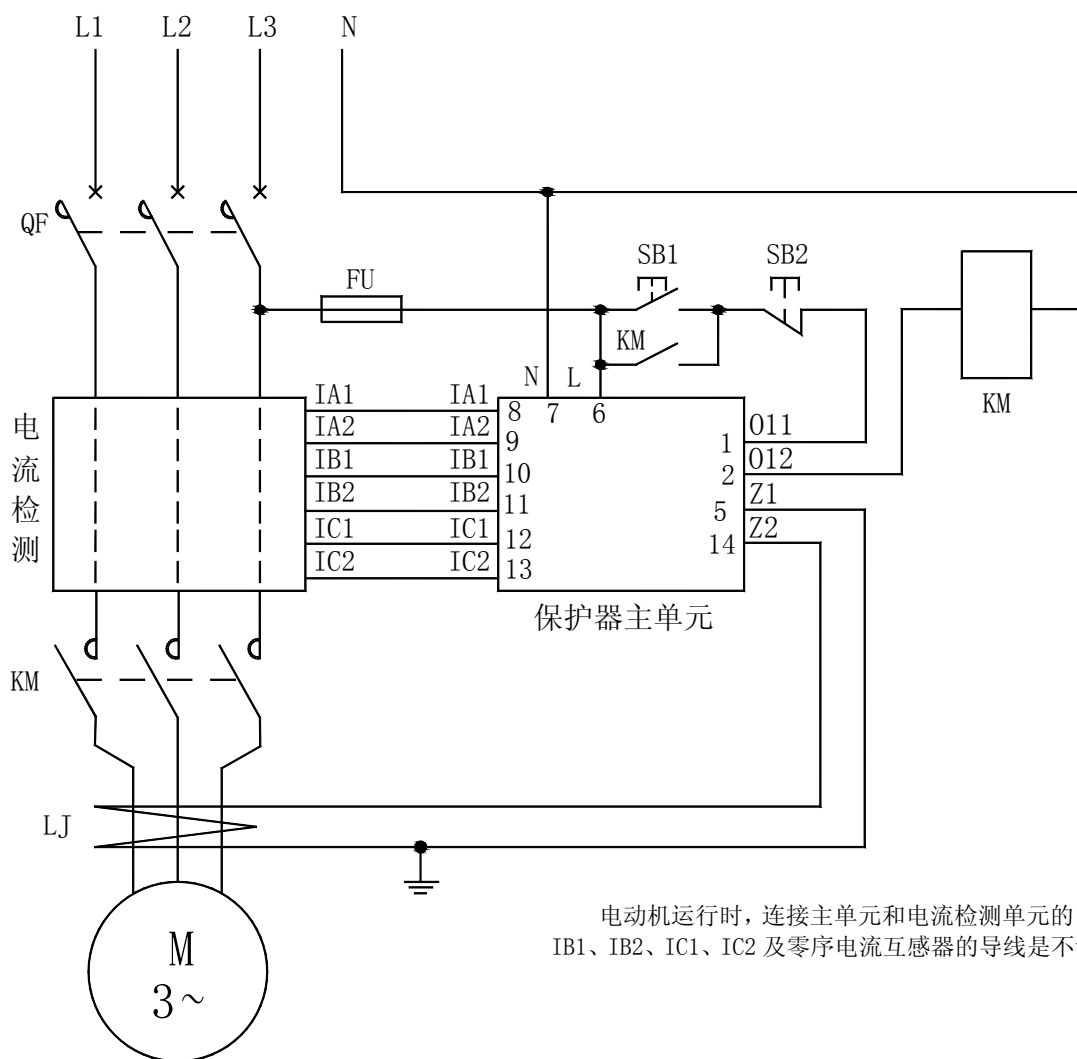 L1 L2 L3 N
QF
FU
SB1 SB2
KM
KM
N L
IA1 IA1 8 7 6
IA2 IA2 9
IB1 IB1 10
IB2 IB2 11
IC1 IC1 12
IC2 IC2 13
1 O11
2 O12
5 Z1
14 Z2
电流检测
保护器主单元
KM
LJ
M
3~
电动机运行时，连接主单元和电流检测单元的
IB1、IB2、IC1、IC2 及零序电流互感器的导线是不